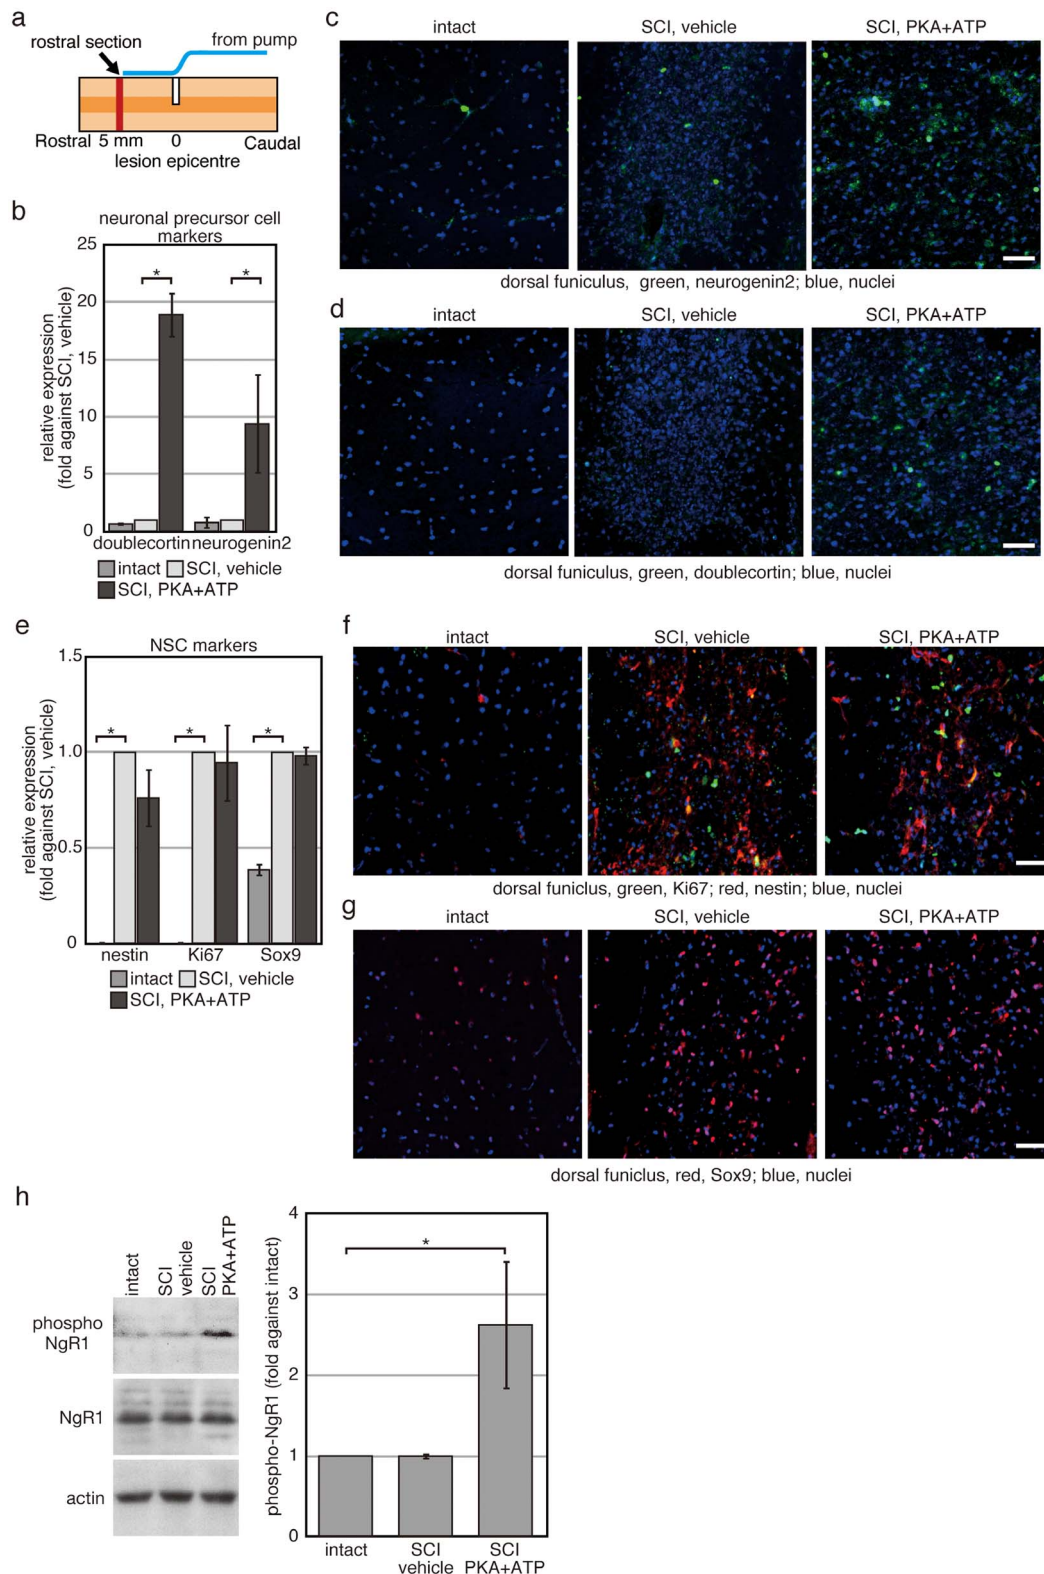 a
rostral section
from pump
Rostral 5 mm 0 Caudal
lesion epicentre
b
neuronal precursor cell
markers
relative expression
(fold against SCI, vehicle)
25
20
15
10
5
0
*
*
doublecortin neurogenin2
intact SCI, vehicle
SCI, PKA+ATP
c
intact SCI, vehicle SCI, PKA+ATP
dorsal funiculus, green, neurogenin2; blue, nuclei
d
intact SCI, vehicle SCI, PKA+ATP
dorsal funiculus, green, doublecortin; blue, nuclei
e
NSC markers
relative expression
(fold against SCI, vehicle)
1.5
1.0
0.5
0
*
*
*
nestin Ki67 Sox9
intact SCI, vehicle
SCI, PKA+ATP
f
intact SCI, vehicle SCI, PKA+ATP
dorsal funiclus, green, Ki67; red, nestin; blue, nuclei
g
intact SCI, vehicle SCI, PKA+ATP
dorsal funiclus, red, Sox9; blue, nuclei
h
intact
SCI
vehicle
SCI
PKA+ATP
phospho
NgR1
NgR1
actin
phospho-NgR1 (fold against intact)
4
3
2
1
0
*
intact SCI SCI
vehicle PKA+ATP